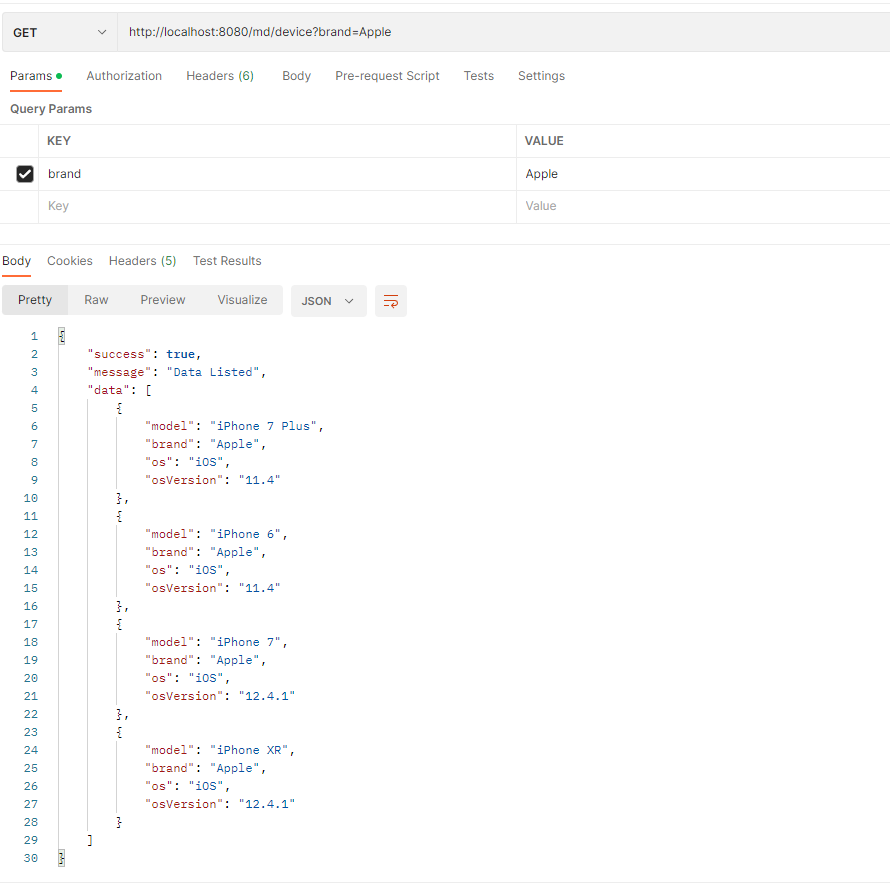 GET http://localhost:8080/md/device?brand=Apple
Params Authorization Headers (6) Body Pre-request Script Tests Settings
Query Params
KEY VALUE
brand Apple
Key Value
Body Cookies Headers (5) Test Results
Pretty Raw Preview Visualize JSON
1 {
2 "success": true,
3 "message": "Data Listed",
4 "data": [
5 {
6 "model": "iPhone 7 Plus",
7 "brand": "Apple",
8 "os": "iOS",
9 "osVersion": "11.4"
10 },
11 {
12 "model": "iPhone 6",
13 "brand": "Apple",
14 "os": "iOS",
15 "osVersion": "11.4"
16 },
17 {
18 "model": "iPhone 7",
19 "brand": "Apple",
20 "os": "iOS",
21 "osVersion": "12.4.1"
22 },
23 {
24 "model": "iPhone XR",
25 "brand": "Apple",
26 "os": "iOS",
27 "osVersion": "12.4.1"
28 }
29 ]
30 }